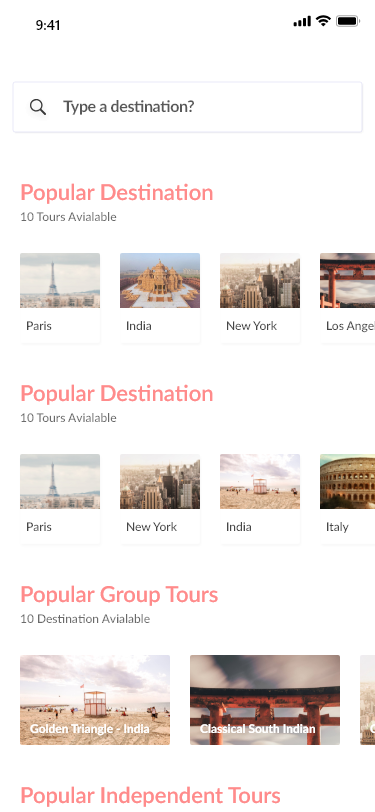 9:41
Type a destination?
Popular Destination
10 Tours Avialable
Paris
India
New York
Los Angel
Popular Destination
10 Tours Avialable
Paris
New York
India
Italy
Popular Group Tours
10 Destination Avialable
Golden Triangle - India
Classical South Indian
Popular Independent Tours